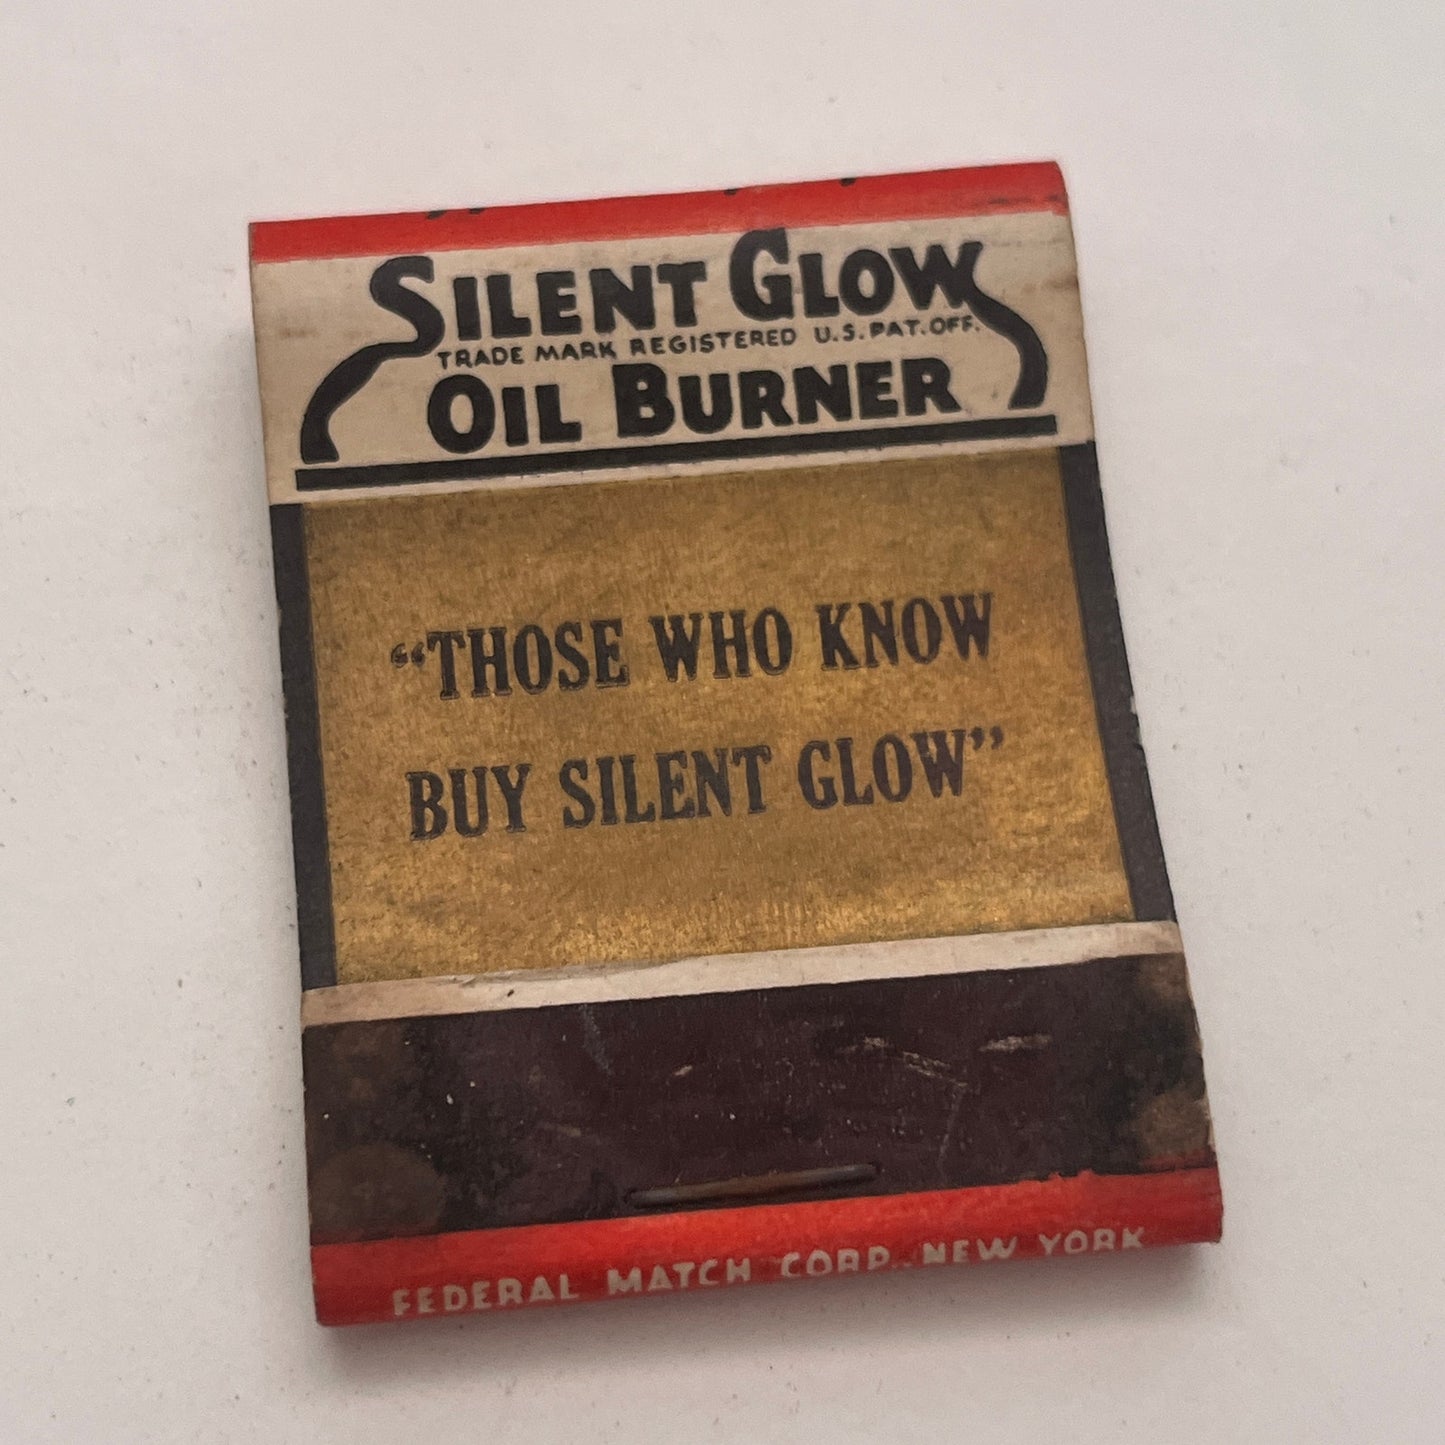 SILENT GLOW
TRADE MARK REGISTERED U.S. PAT. OFF.
OIL BURNER
“THOSE WHO KNOW
BUY SILENT GLOW”
FEDERAL MATCH CORP. NEW YORK